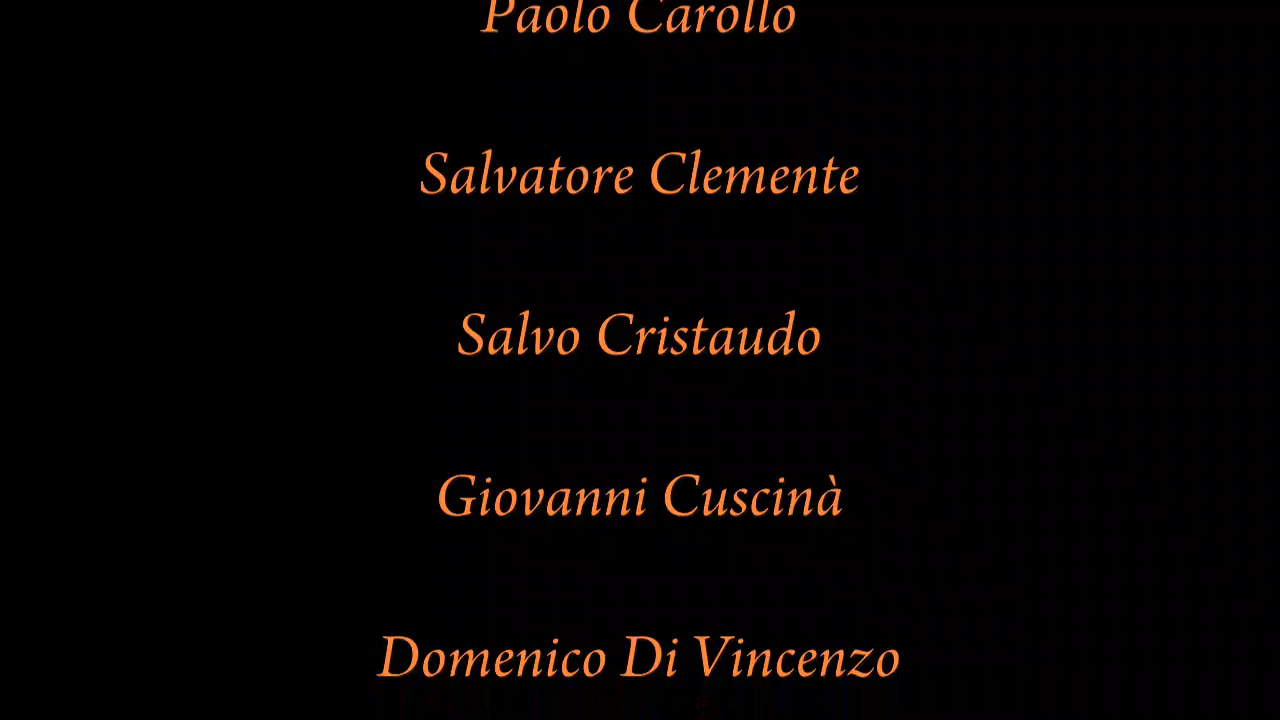 Paolo Carollo
Salvatore Clemente
Salvo Cristaudo
Giovanni Cuscinà
Domenico Di Vincenzo